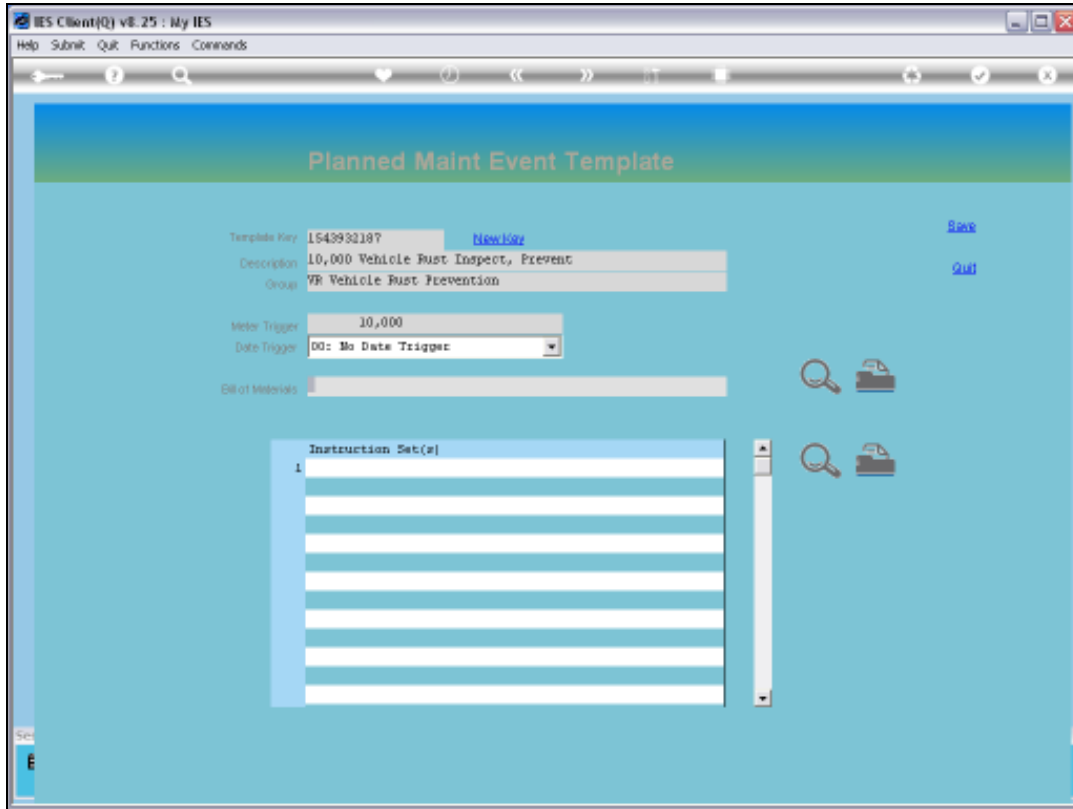 IES Client(Q) v8.25 : My IES
Help Submit Quit Functions Commands
Planned Maint Event Template
Template Key 1543932187 New Key
Save
Description 10,000 Vehicle Rust Inspect, Prevent
Quit
Group VR Vehicle Rust Prevention
Meter Trigger 10,000
Date Trigger 00: No Date Trigger
Bill of Materials
Instruction Set(s)
1